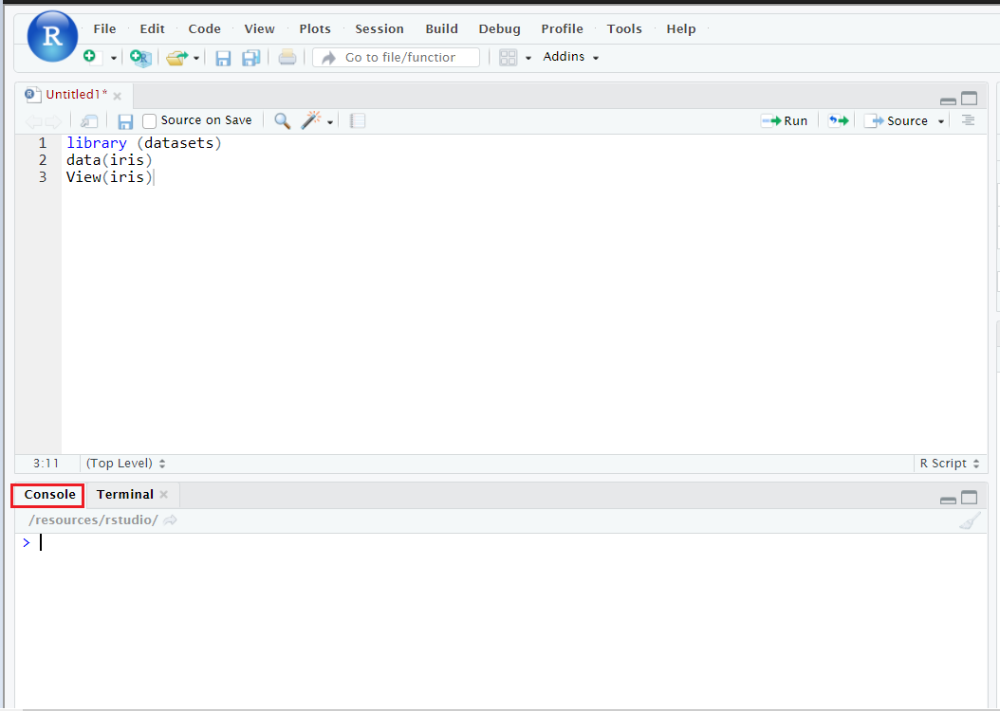 R File Edit Code View Plots Session Build Debug Profile Tools Help
R Go to file/functior Addins
R Untitled1*
Source on Save Run Source
1 library (datasets)
2 data(iris)
3 View(iris)
3:11 (Top Level) R Script
Console Terminal
/resources/rstudio/
>